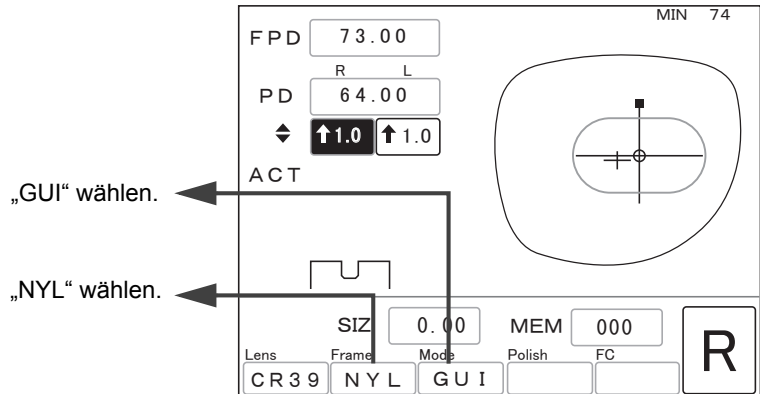 MIN 74
FPD 73.00
R L
PD 64.00
1.0 1.0
ACT
„GUI“ wählen.
„NYL“ wählen.
SIZ 0.00 MEM 000
R
Lens Frame Mode Polish FC
CR39 NYL GUI